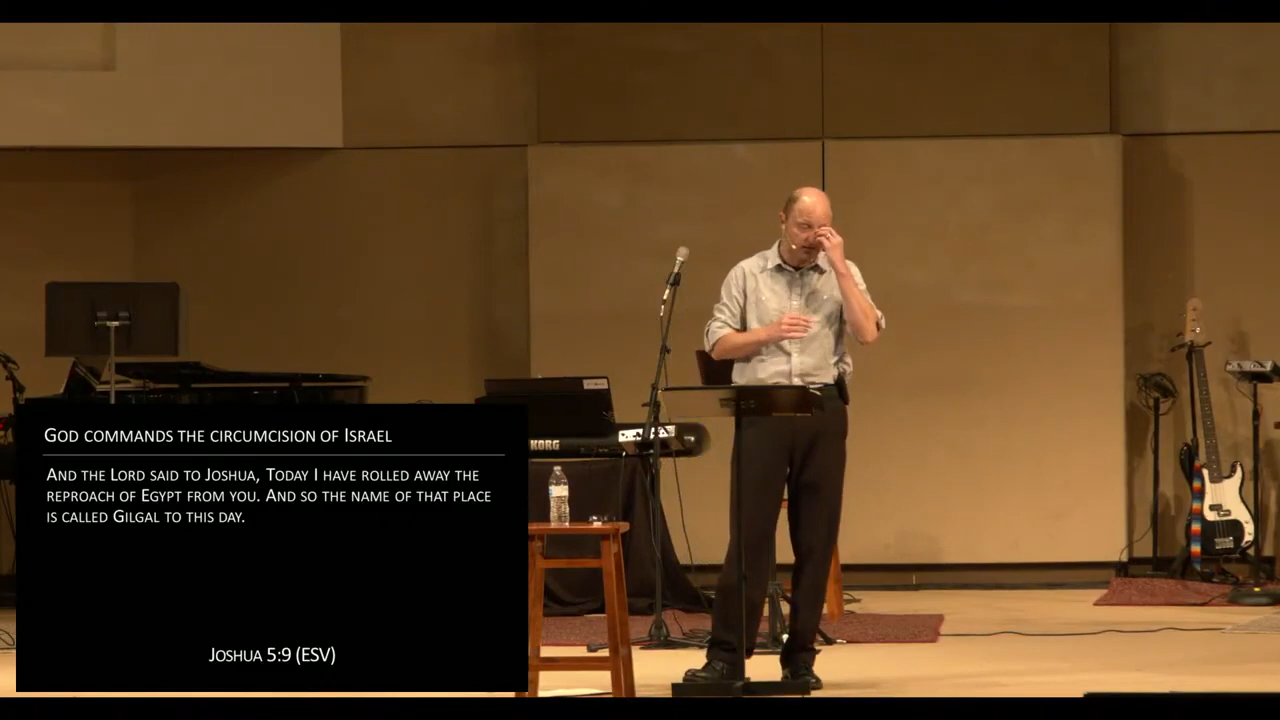 God commands the circumcision of Israel
And the Lord said to Joshua, Today I have rolled away the
reproach of Egypt from you. And so the name of that place
is called Gilgal to this day.
Joshua 5:9 (ESV)
KORG